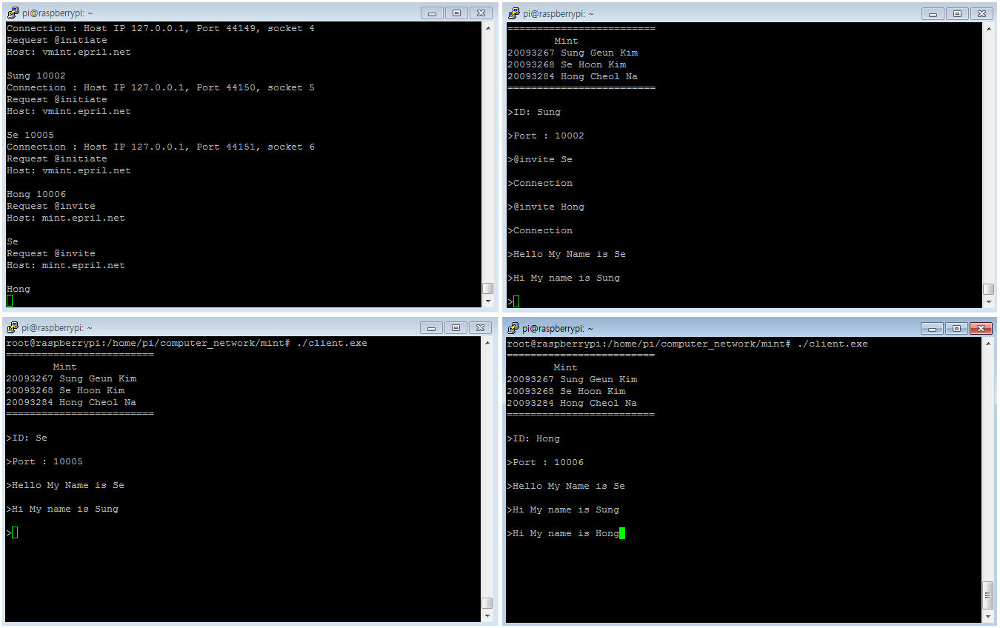 pi@raspberrypi: ~
Connection : Host IP 127.0.0.1, Port 44149, socket 4
Request @initiate
Host: vmint.epril.net
Sung 10002
Connection : Host IP 127.0.0.1, Port 44150, socket 5
Request @initiate
Host: vmint.epril.net
Se 10005
Connection : Host IP 127.0.0.1, Port 44151, socket 6
Request @initiate
Host: vmint.epril.net
Hong 10006
Request @invite
Host: mint.epril.net
Se
Request @invite
Host: mint.epril.net
Hong
pi@raspberrypi: ~
=========================
Mint
20093267 Sung Geun Kim
20093268 Se Hoon Kim
20093284 Hong Cheol Na
=========================
>ID: Sung
>Port : 10002
>@invite Se
>Connection
>@invite Hong
>Connection
>Hello My Name is Se
>Hi My name is Sung
>
pi@raspberrypi: ~
root@raspberrypi:/home/pi/computer_network/mint# ./client.exe
=========================
Mint
20093267 Sung Geun Kim
20093268 Se Hoon Kim
20093284 Hong Cheol Na
=========================
>ID: Se
>Port : 10005
>Hello My Name is Se
>Hi My name is Sung
>
pi@raspberrypi: ~
root@raspberrypi:/home/pi/computer_network/mint# ./client.exe
=========================
Mint
20093267 Sung Geun Kim
20093268 Se Hoon Kim
20093284 Hong Cheol Na
=========================
>ID: Hong
>Port : 10006
>Hello My Name is Se
>Hi My name is Sung
>Hi My name is Hong